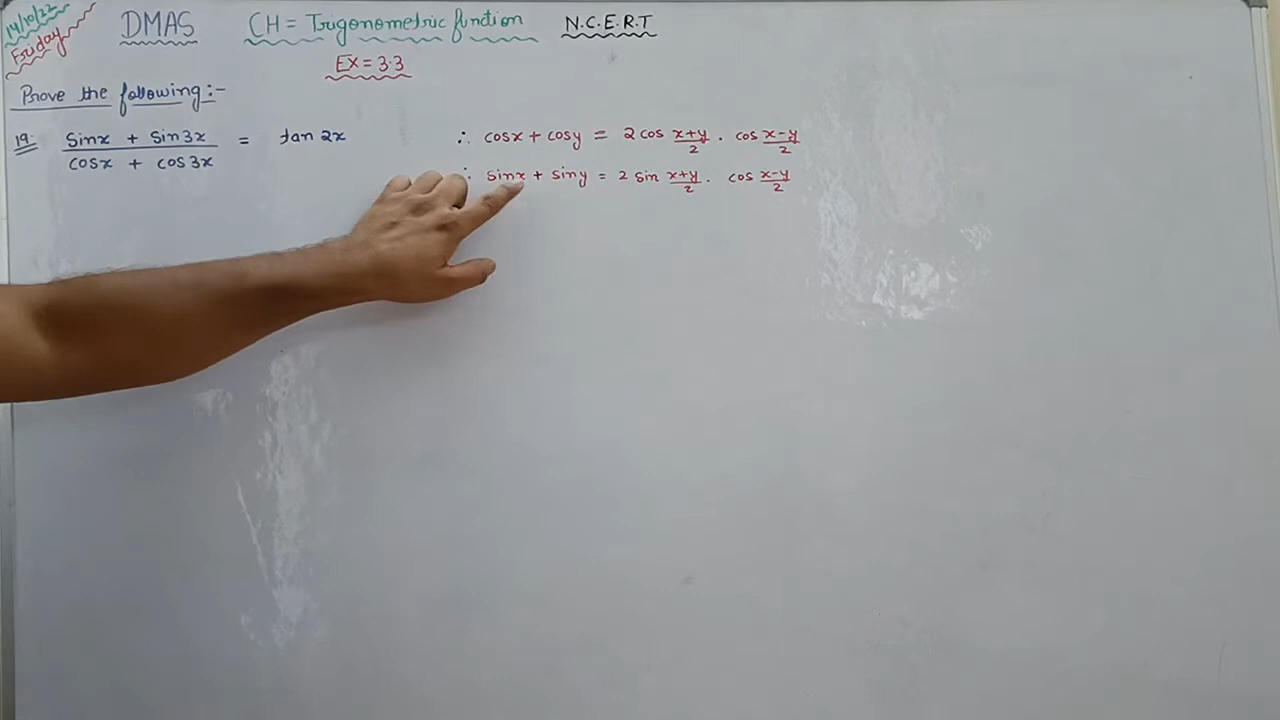 14/10/22
Friday
DMAS CH = Trigonometric function N.C.E.R.T
EX = 3.3
Prove the following :-
19. sinx + sin3x / cosx + cos3x = tan 2x
∴ cosx + cosy = 2 cos x+y/2 . cos x-y/2
∴ sinx + siny = 2 sin x+y/2 . cos x-y/2